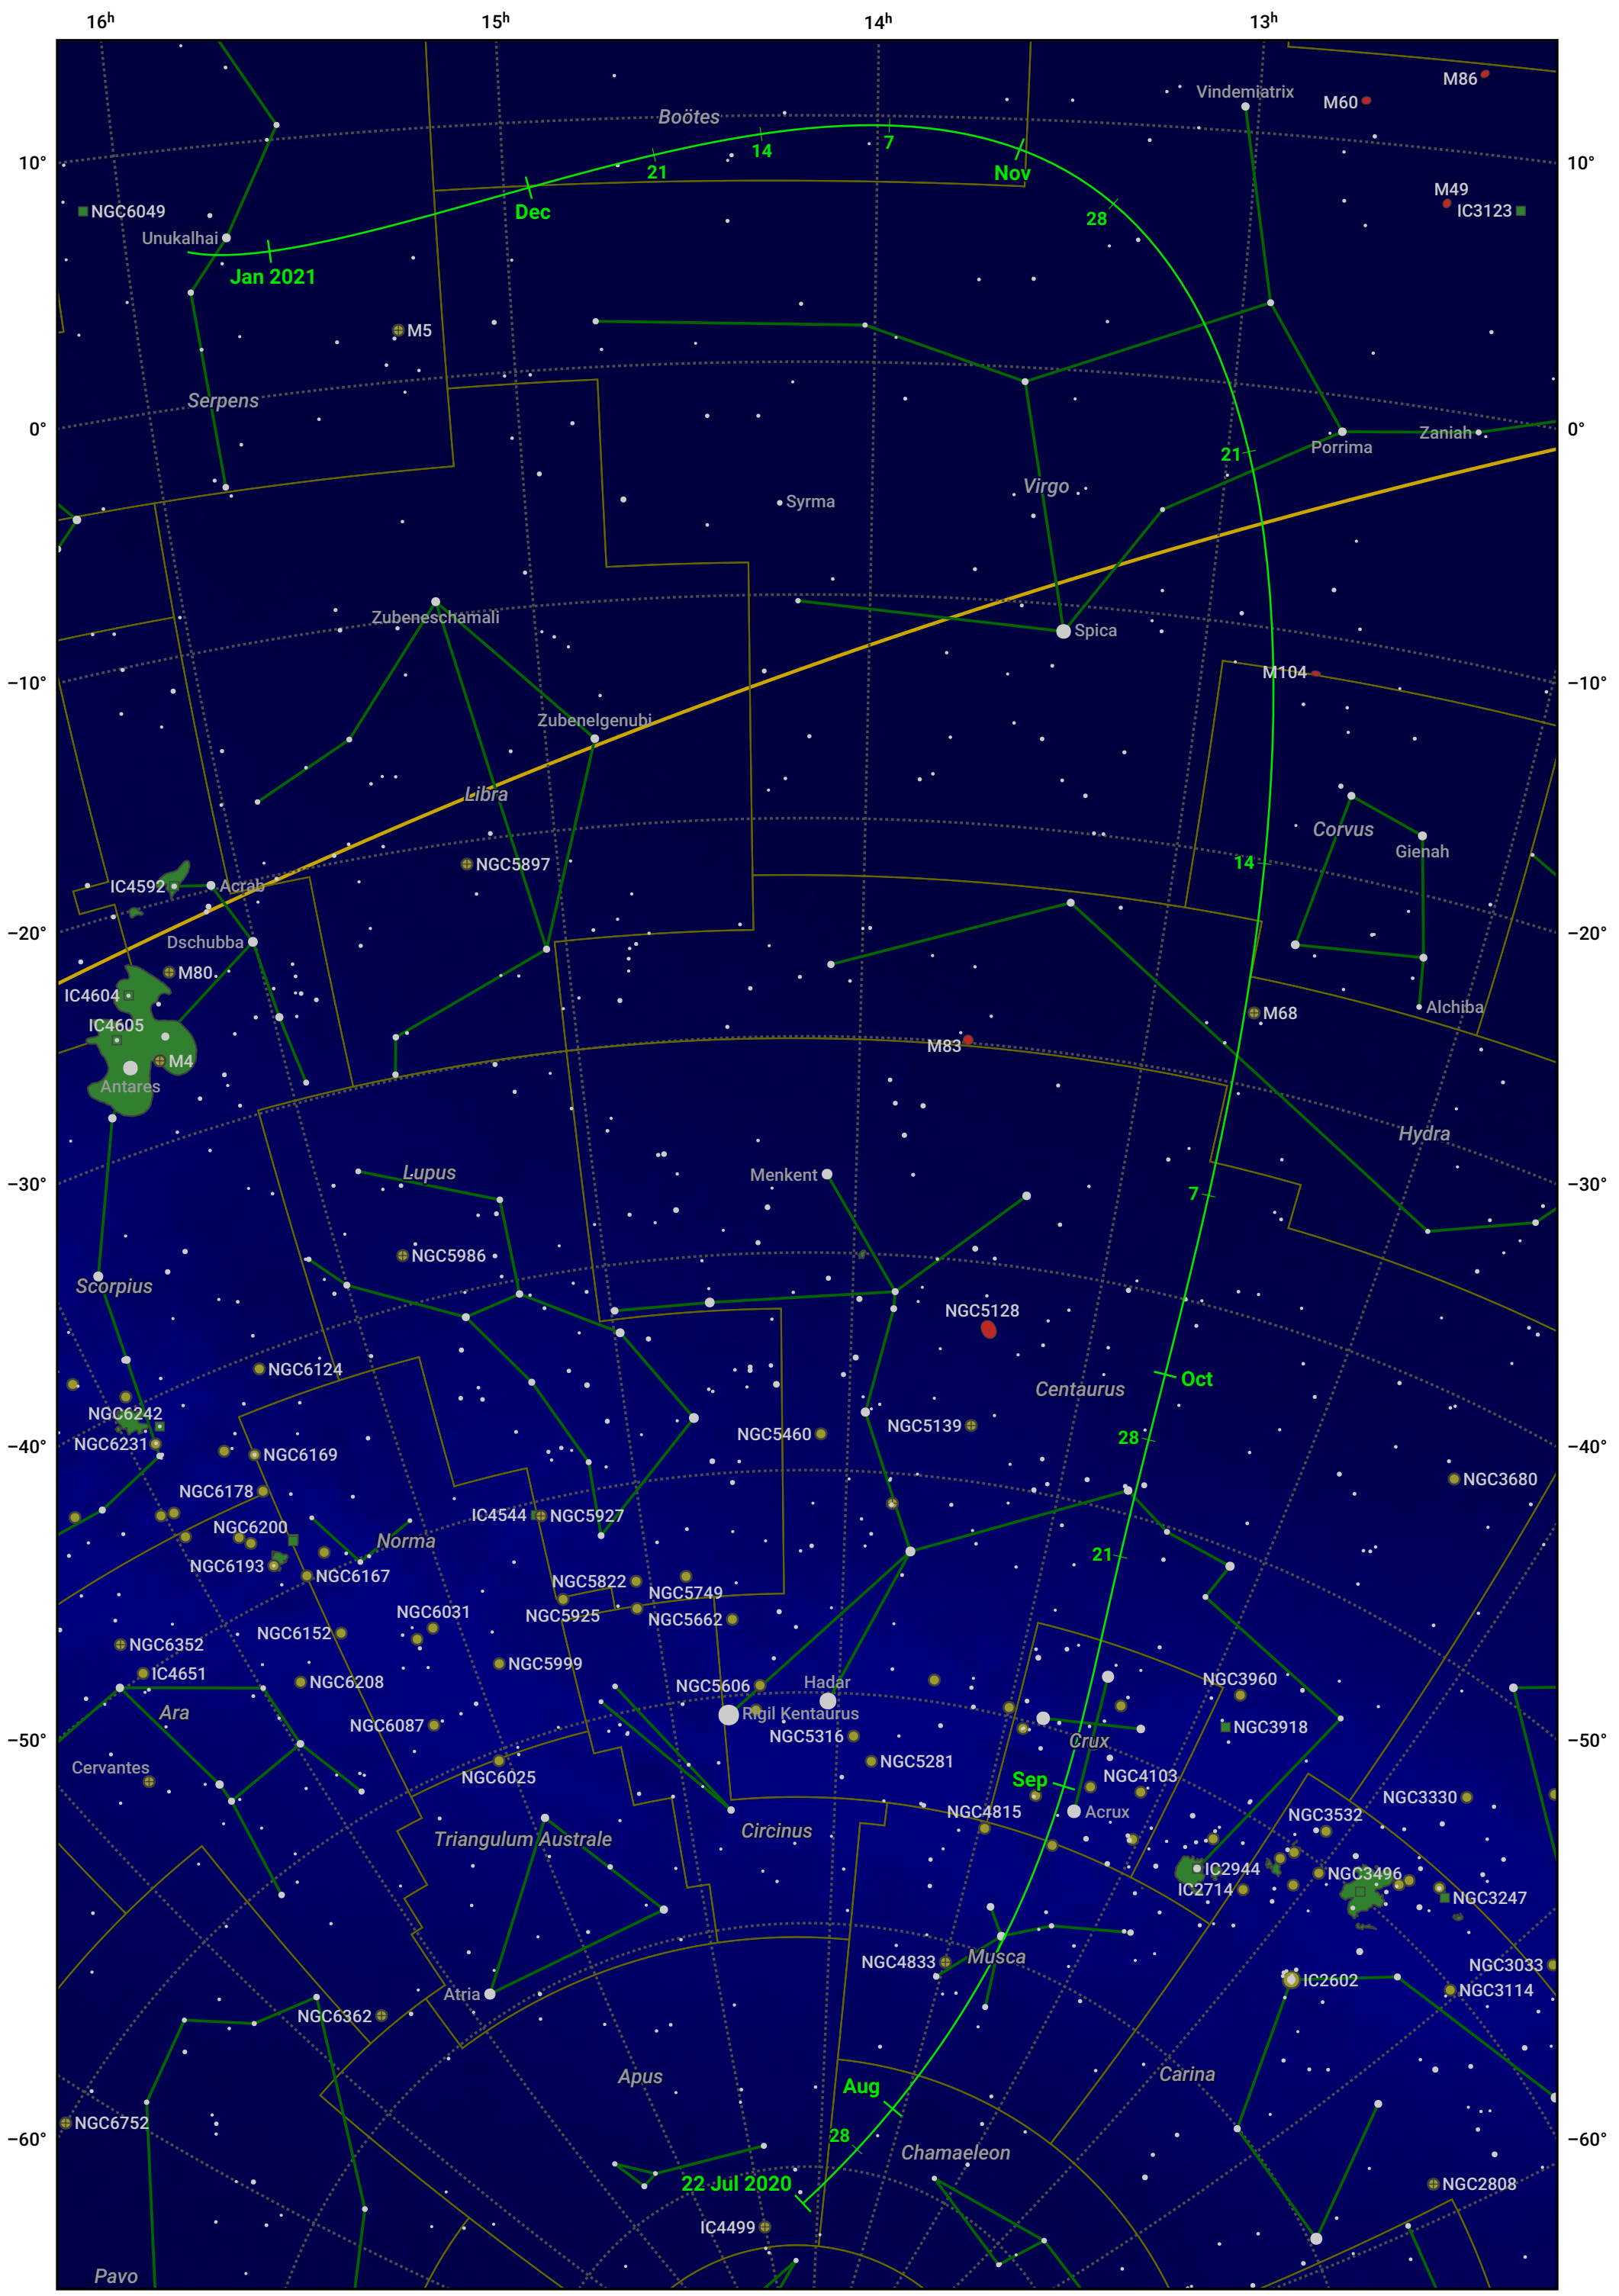 16h 15h 14h 13h
M86
Vindemiatrix
M60
Boötes
7
14
10° 10°
21
Nov
M49
NGC6049
Dec
IC3123
28
Unukalhai
Jan 2021
M5
Serpens
0° 0°
Zaniah
Porrima
21
Virgo
Syrma
Zubeneschamali
Spica
M104
−10° −10°
Zubenelgenubi
Libra
Corvus
Gienah
14
NGC5897
IC4592
Acrab
−20° −20°
Dschubba
M80
IC4604
Alchiba
M68
IC4605
M83
M4
Antares
Hydra
Lupus
Menkent
−30° −30°
7
NGC5986
Scorpius
NGC5128
NGC6124
Oct
Centaurus
NGC6242
NGC5139
NGC5460
28
NGC6231
−40° −40°
NGC6169
NGC3680
NGC6178
IC4544
NGC5927
NGC6200
Norma
21
NGC6193
NGC6167
NGC5822
NGC5749
NGC6031
NGC5925
NGC5662
NGC6152
NGC6352
NGC5999
IC4651
NGC3960
NGC6208
Hadar
NGC5606
Ara
Rigil Kentaurus
NGC6087
NGC3918
NGC5316
−50° −50°
Crux
NGC5281
Cervantes
NGC6025
NGC4103
Sep
NGC3330
NGC4815
Acrux
NGC3532
Circinus
Triangulum Australe
IC2944
NGC3496
IC2714
NGC3247
Musca
NGC4833
NGC3033
IC2602
NGC3114
Atria
NGC6362
Carina
Apus
Aug
NGC6752
28
−60° −60°
Chamaeleon
22 Jul 2020
NGC2808
IC4499
Pavo